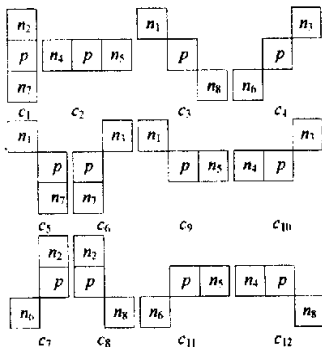 n₂ n₁ n₃
p n₄ p n₅ p p
n₇ n₈ n₆
c₁ c₂ c₃ c₄
n₁ n₃ n₁ n₃
p p p n₅ n₄ p
n₇ n₇
c₅ c₆ c₉ c₁₀
n₂ n₂
p p p n₅ n₄ p
n₆ n₈ n₆ n₈
c₇ c₈ c₁₁ c₁₂